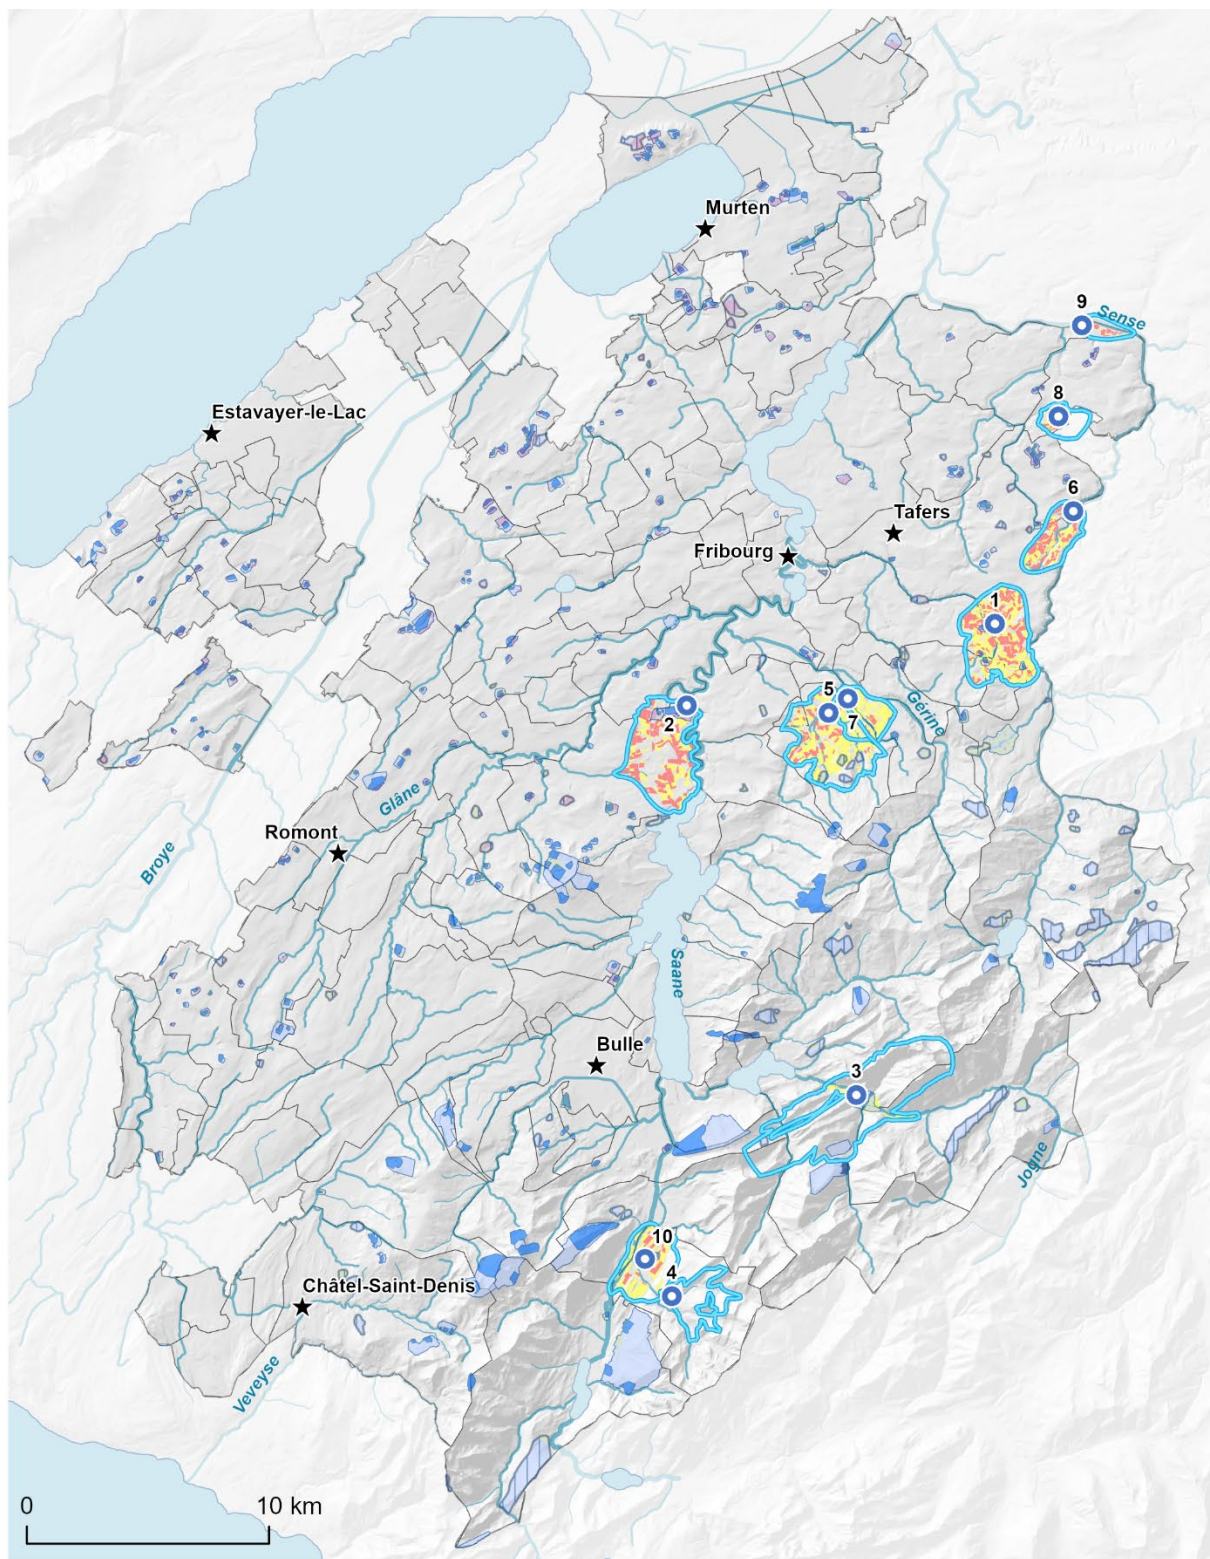 Murten
9
Sense
Estavayer-le-Lac
8
6
Tafers
Fribourg
1
5
Gérine
2
7
Glâne
Romont
Broye
Saane
Bulle
3
Jogne
10
4
Châtel-Saint-Denis
Veveyse
0
10 km